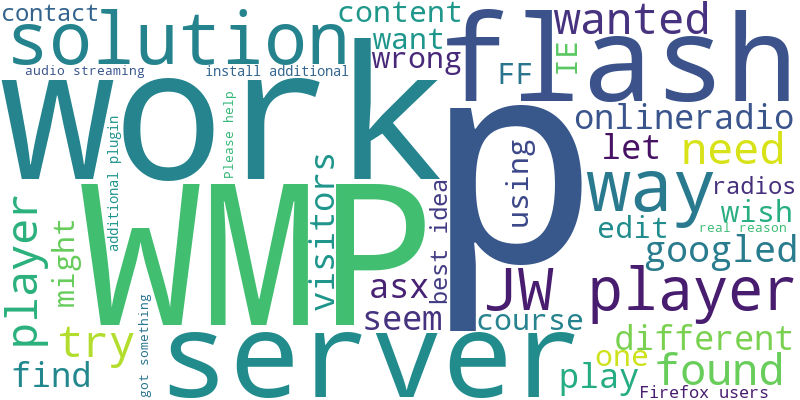 contact
solution
content
want
wrong
wanted
flash
FF
IE
audio streaming
install additional
work
p
onlineradio
let
need
Please help
additional plugin
WMP
visitors
using
way
radios
wish
real reason
edit
googled
player
might
best idea
asx
JW player
seem
course
different
try
server
one
found
find
got something
play
Firefox users